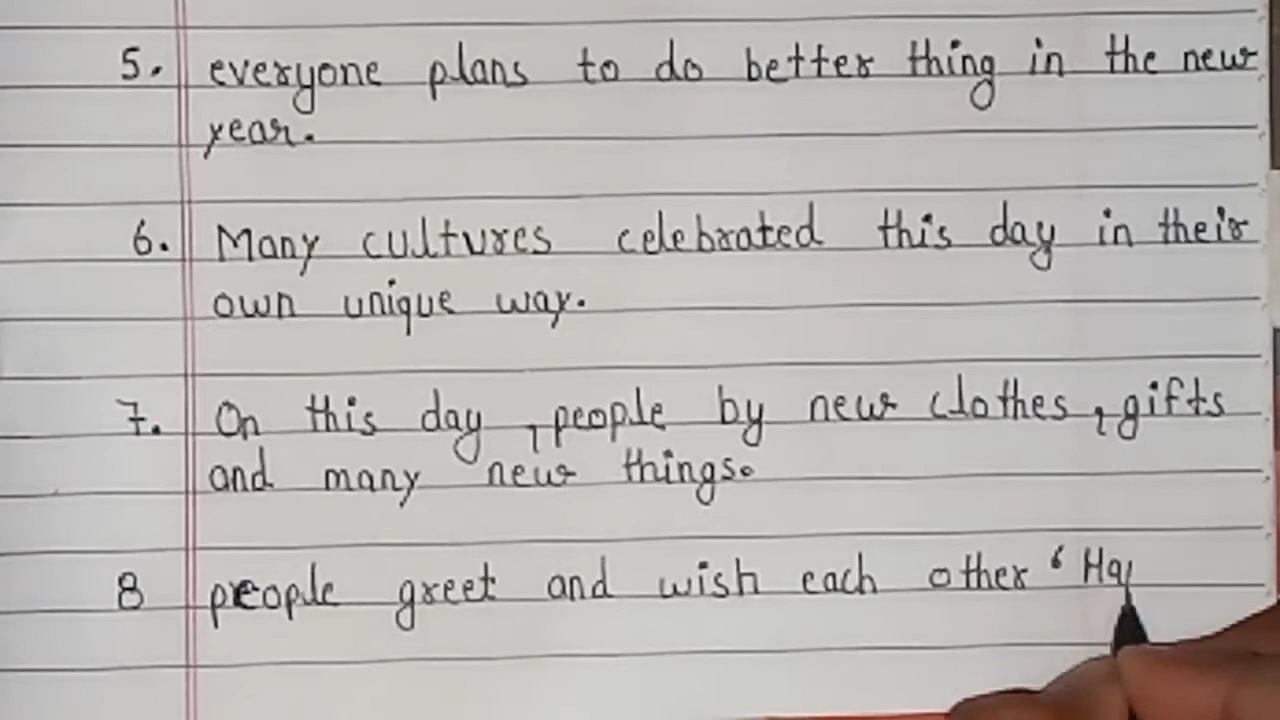 5. everyone plans to do better thing in the new
year.
6. Many cultures celebrated this day in their
own unique way.
7. On this day, people by new clothes, gifts
and many new things.
8 people greet and wish each other ‘Ha